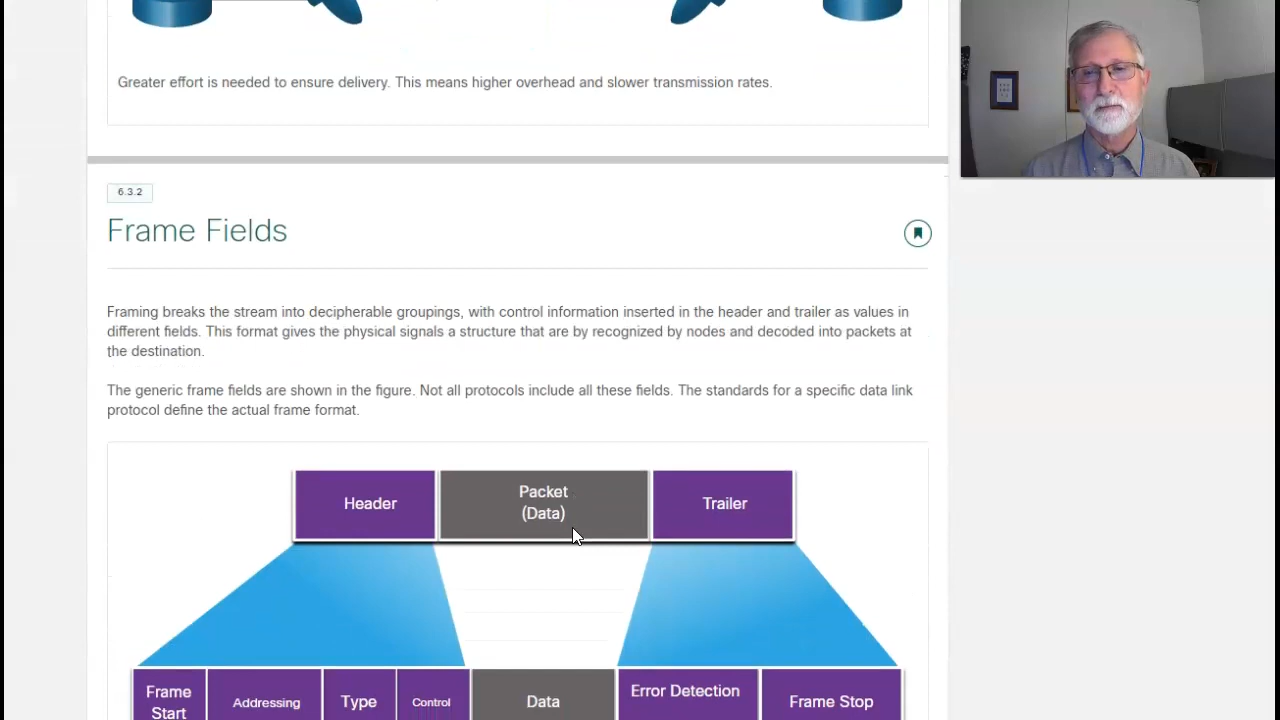 Greater effort is needed to ensure delivery. This means higher overhead and slower transmission rates.
6.3.2
Frame Fields
Framing breaks the stream into decipherable groupings, with control information inserted in the header and trailer as values in
different fields. This format gives the physical signals a structure that are by recognized by nodes and decoded into packets at
the destination.
The generic frame fields are shown in the figure. Not all protocols include all these fields. The standards for a specific data link
protocol define the actual frame format.
Header
Packet
(Data)
Trailer
Frame
Start
Addressing
Type
Control
Data
Error Detection
Frame Stop